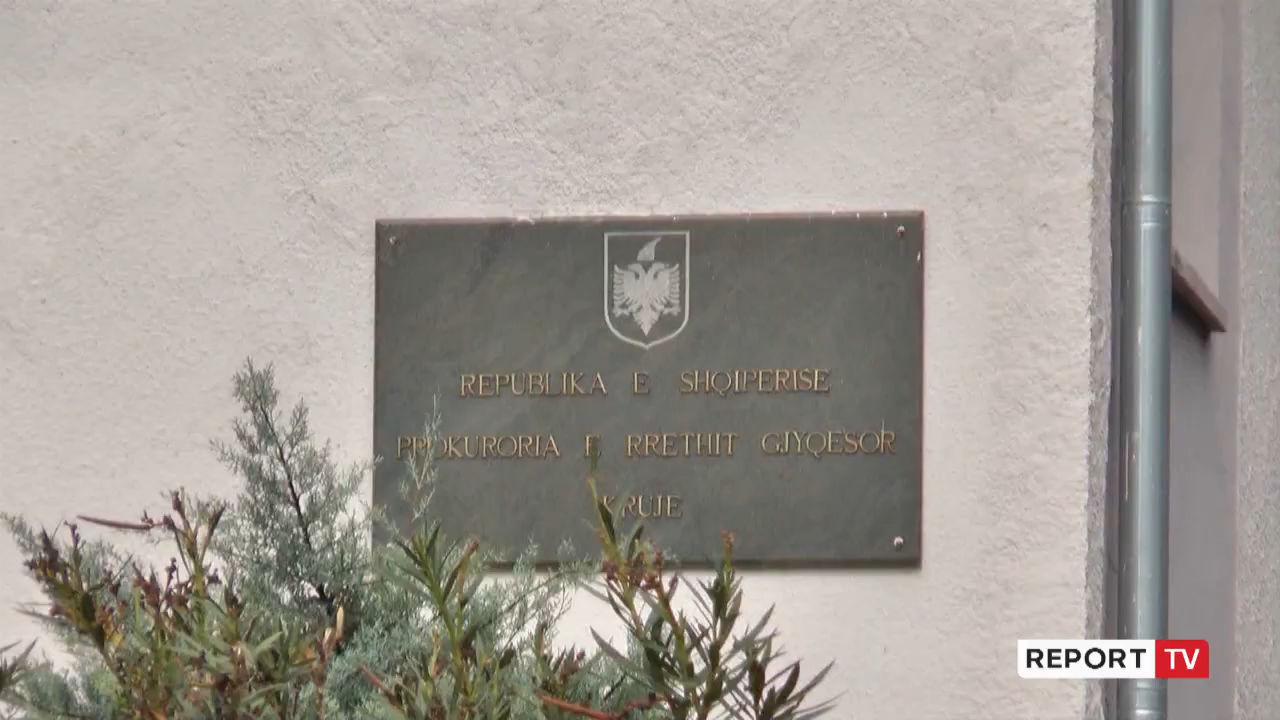 REPUBLIKA E SHQIPERISE
PROKURORIA E RRETHIT GJYQESOR
KRUJE
REPORT TV